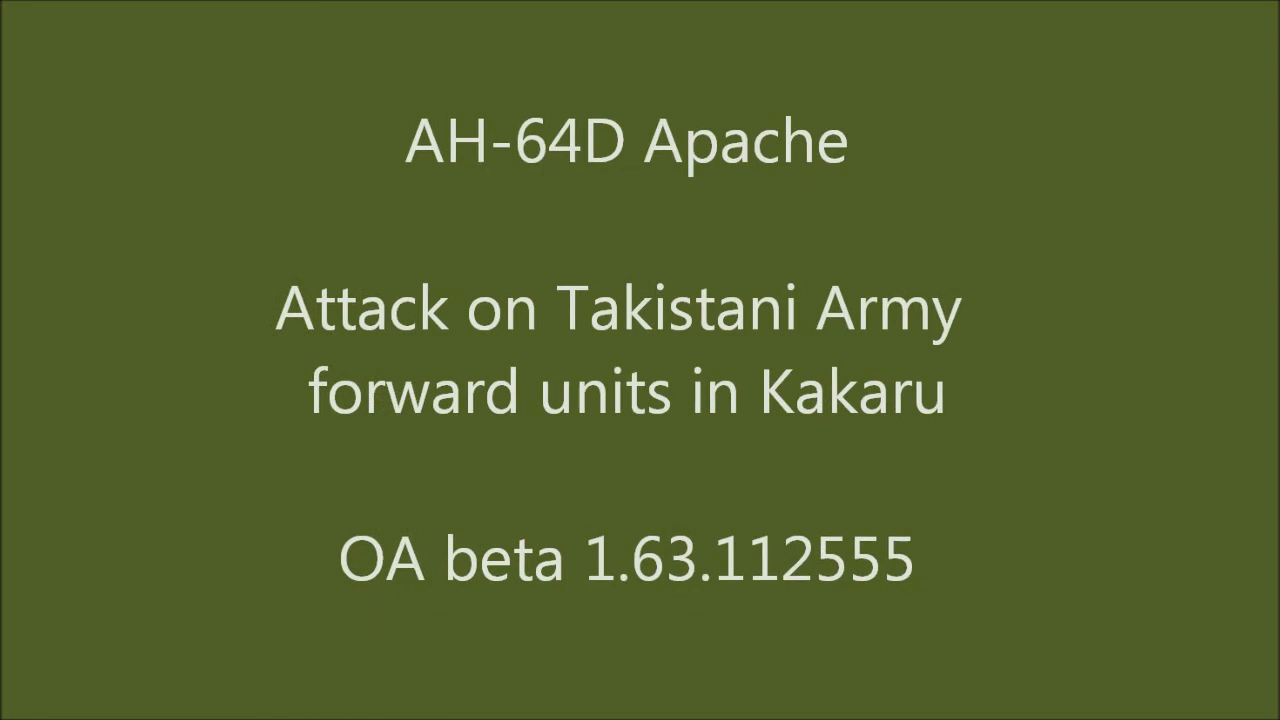 AH-64D Apache
Attack on Takistani Army
forward units in Kakaru
OA beta 1.63.112555